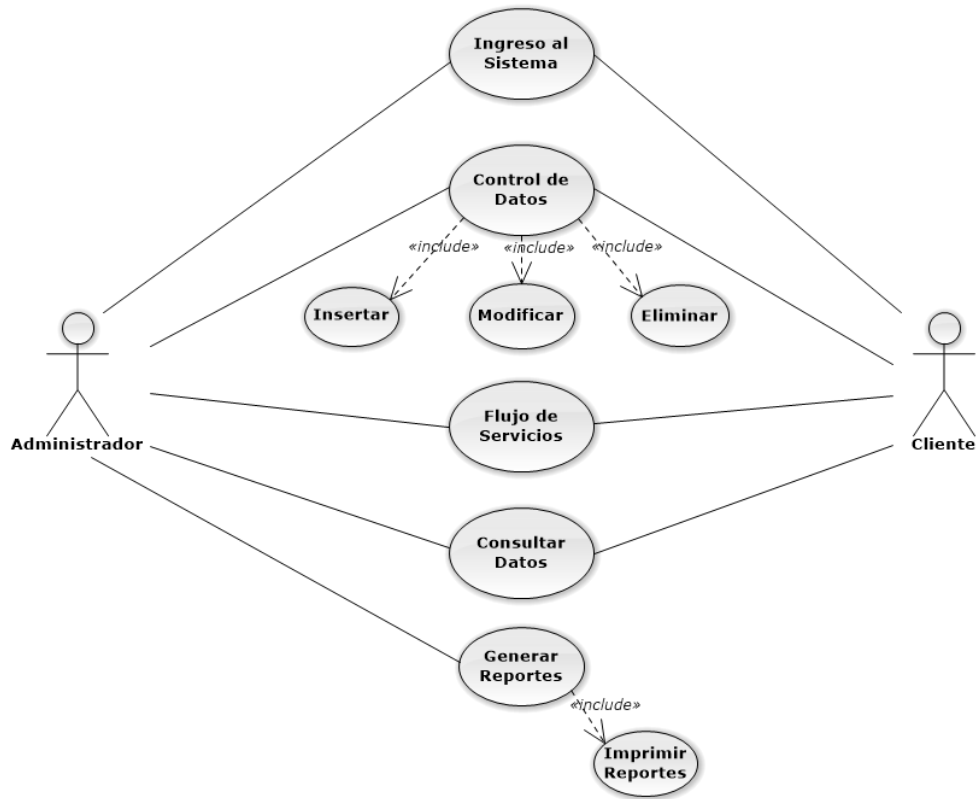 Ingreso al
Sistema
Control de
Datos
«include»
«include»
«include»
Insertar
Modificar
Eliminar
Flujo de
Servicios
Administrador
Cliente
Consultar
Datos
Generar
Reportes
«include»
Imprimir
Reportes